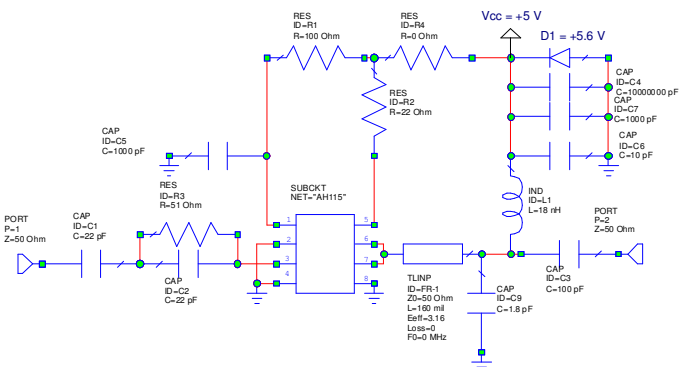 RES
ID=R1
R=100 Ohm
RES
ID=R4
R=0 Ohm
Vcc = +5 V
D1 = +5.6 V
CAP
ID=C4
C=10000000 pF
CAP
ID=C7
C=1000 pF
CAP
ID=C6
C=10 pF
RES
ID=R2
R=22 Ohm
CAP
ID=C5
C=1000 pF
RES
ID=R3
R=51 Ohm
SUBCKT
NET="AH115"
IND
ID=L1
L=18 nH
PORT
P=1
Z=50 Ohm
CAP
ID=C1
C=22 pF
CAP
ID=C2
C=22 pF
1
2
3
4
5
6
7
8
PORT
P=2
Z=50 Ohm
TLINP
ID=FR-1
Z0=50 Ohm
L=160 mil
Eeff=3.16
Loss=0
F0=0 MHz
CAP
ID=C9
C=1.8 pF
CAP
ID=C3
C=100 pF